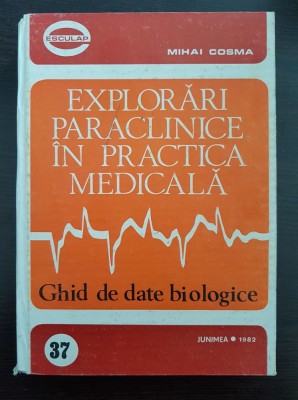 ESCULAP
MIHAI COSMA
EXPLORĂRI
PARACLINICE
ÎN PRACTICA
MEDICALĂ
Ghid de date biologice
37
JUNIMEA • 1982